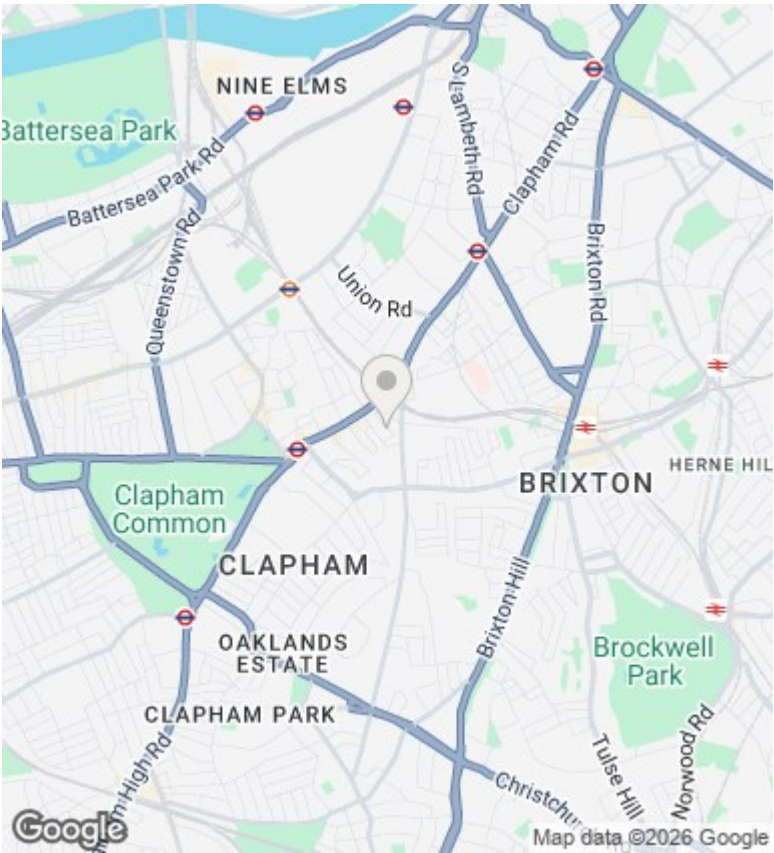 NINE ELMS
Battersea Park
S Lambeth Rd
Clapham Rd
Battersea Park Rd
Queenstown Rd
Brixton Rd
Union Rd
Clapham
Common
BRIXTON
HERNE HIL
CLAPHAM
Brixton Hill
OAKLANDS
ESTATE
Brockwell
Park
CLAPHAM PARK
m High Rd
Tulse Hill
Norwood Rd
Christchu
Google
Map data ©2026 Google